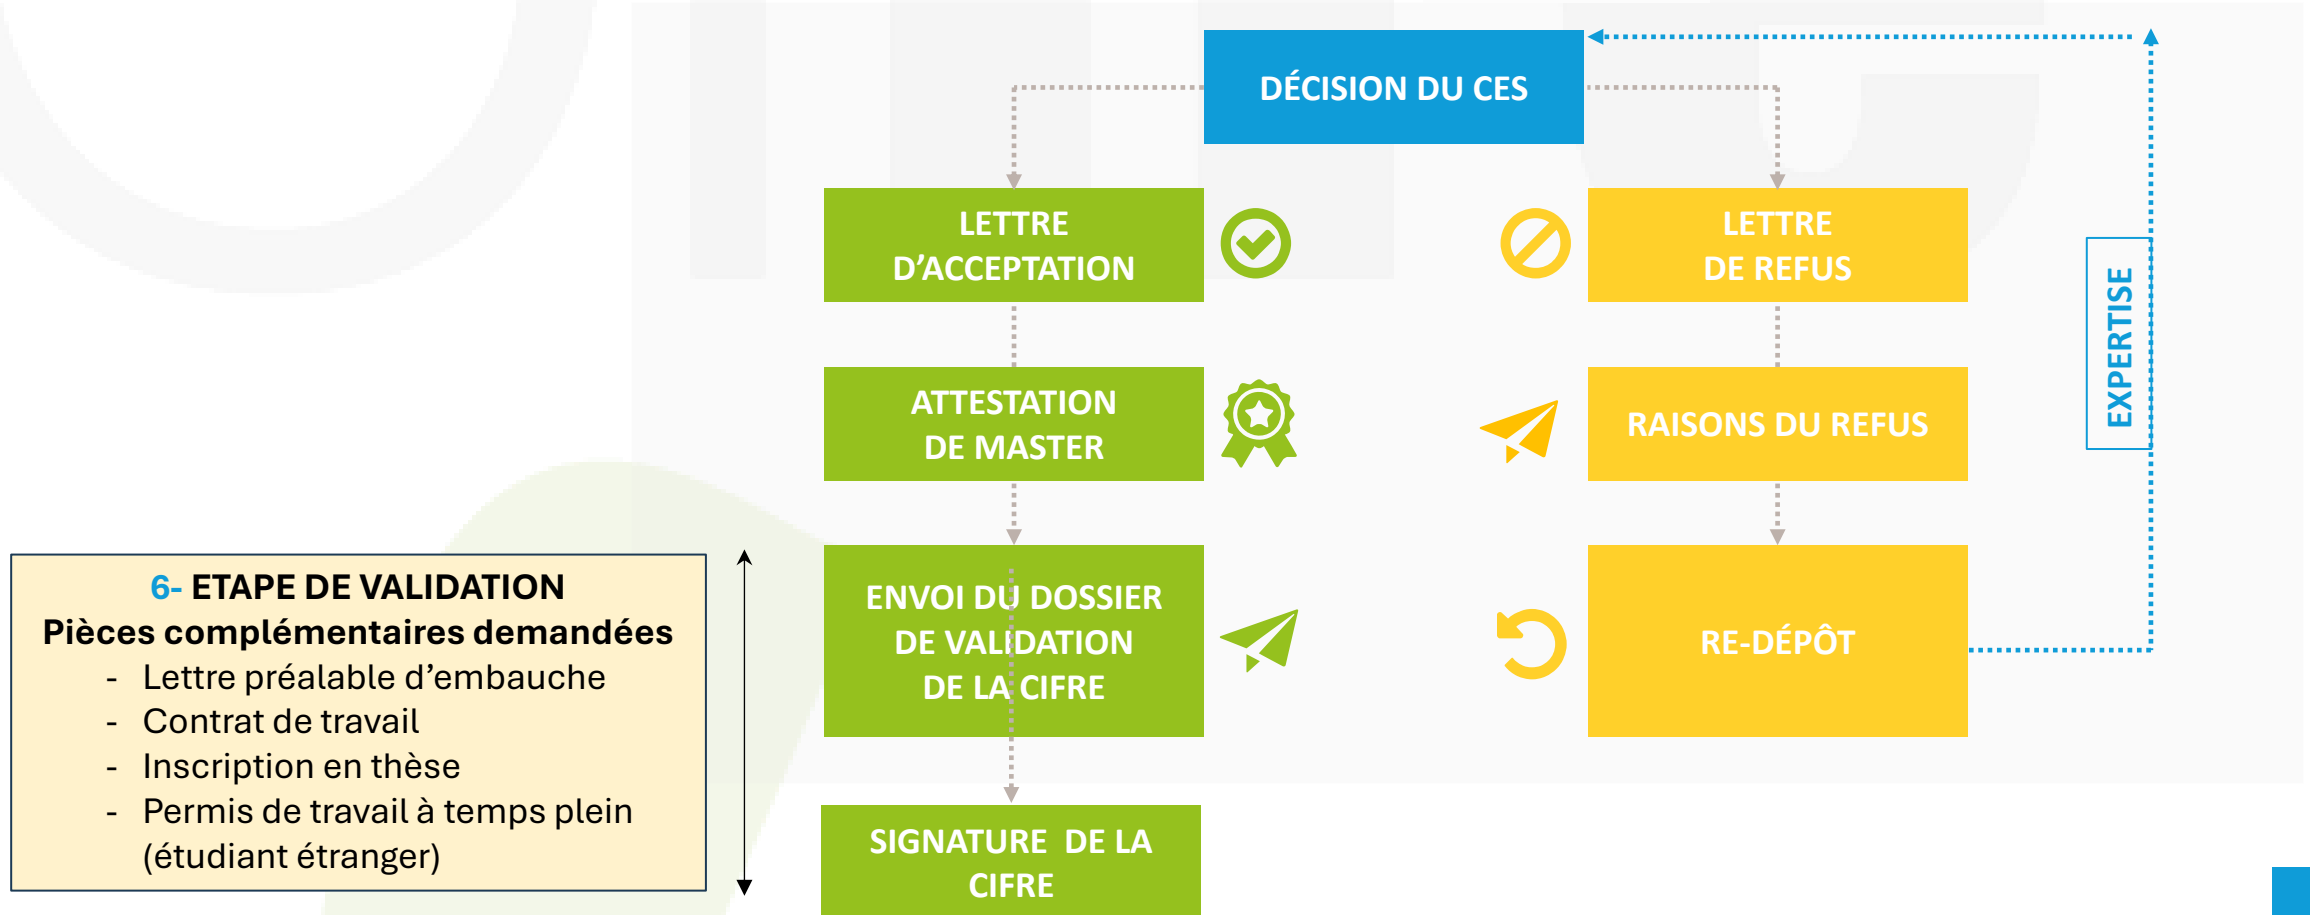 DÉCISION DU CES
LETTRE
D’ACCEPTATION
LETTRE
DE REFUS
EXPERTISE
ATTESTATION
DE MASTER
RAISONS DU REFUS
6- ETAPE DE VALIDATION
Pièces complémentaires demandées
- Lettre préalable d’embauche
- Contrat de travail
- Inscription en thèse
- Permis de travail à temps plein
(étudiant étranger)
ENVOI DU DOSSIER
DE VALIDATION
DE LA CIFRE
RE-DÉPÔT
SIGNATURE DE LA
CIFRE